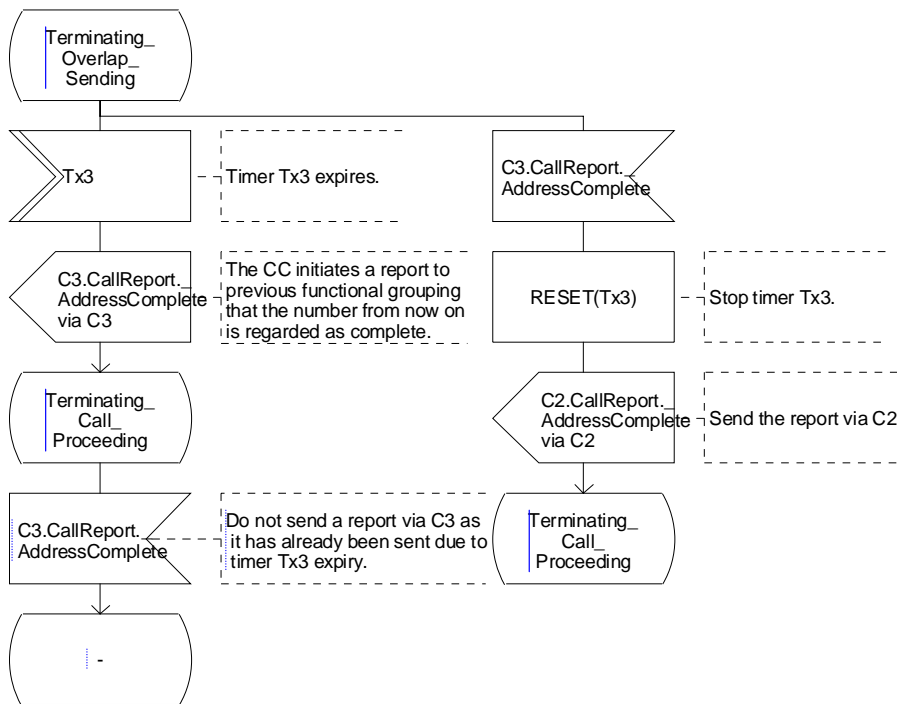 Terminating_
Overlap_
Sending
Tx3
Timer Tx3 expires.
C3.CallReport._
AddressComplete
C3.CallReport._
AddressComplete
via C3
The CC initiates a report to
previous functional grouping
that the number from now on
is regarded as complete.
RESET(Tx3)
Stop timer Tx3.
Terminating_
Call_
Proceeding
C2.CallReport._
AddressComplete
via C2
Send the report via C2
C3.CallReport._
AddressComplete
Do not send a report via C3 as
it has already been sent due to
timer Tx3 expiry.
Terminating_
Call_
Proceeding
-